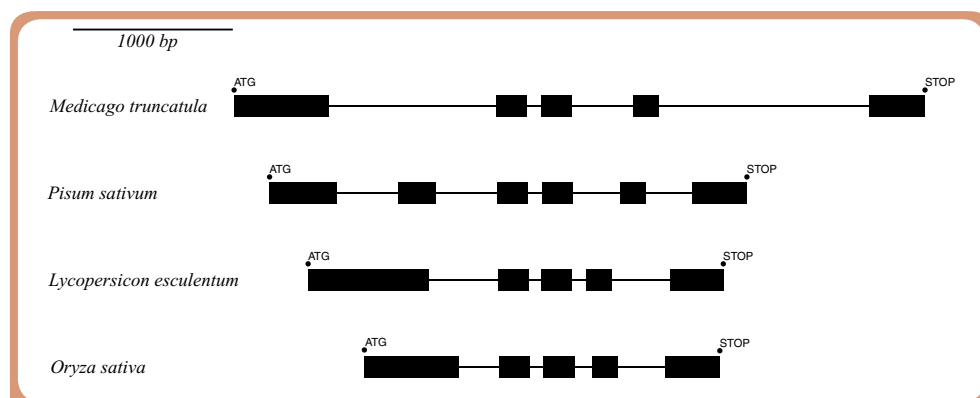 1000 bp
ATG STOP
Medicago truncatula
ATG STOP
Pisum sativum
ATG STOP
Lycopersicon esculentum
ATG STOP
Oryza sativa